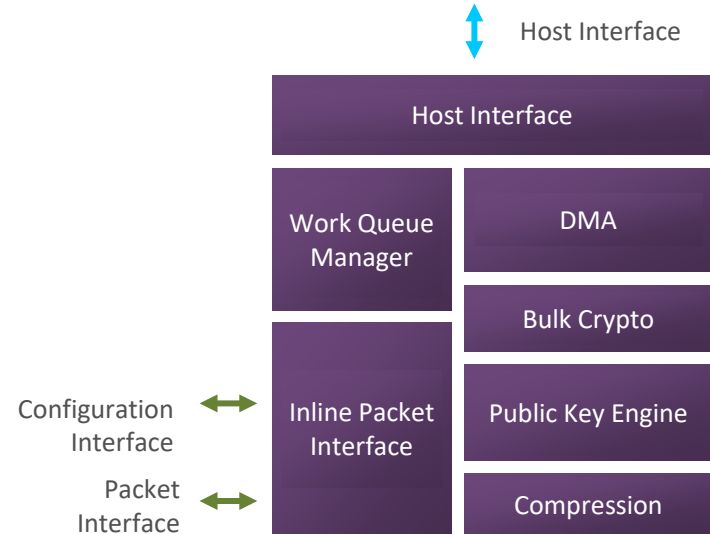 Host Interface
Host Interface
Work Queue
Manager
DMA
Bulk Crypto
Configuration
Interface
Inline Packet
Interface
Public Key Engine
Packet
Interface
Compression